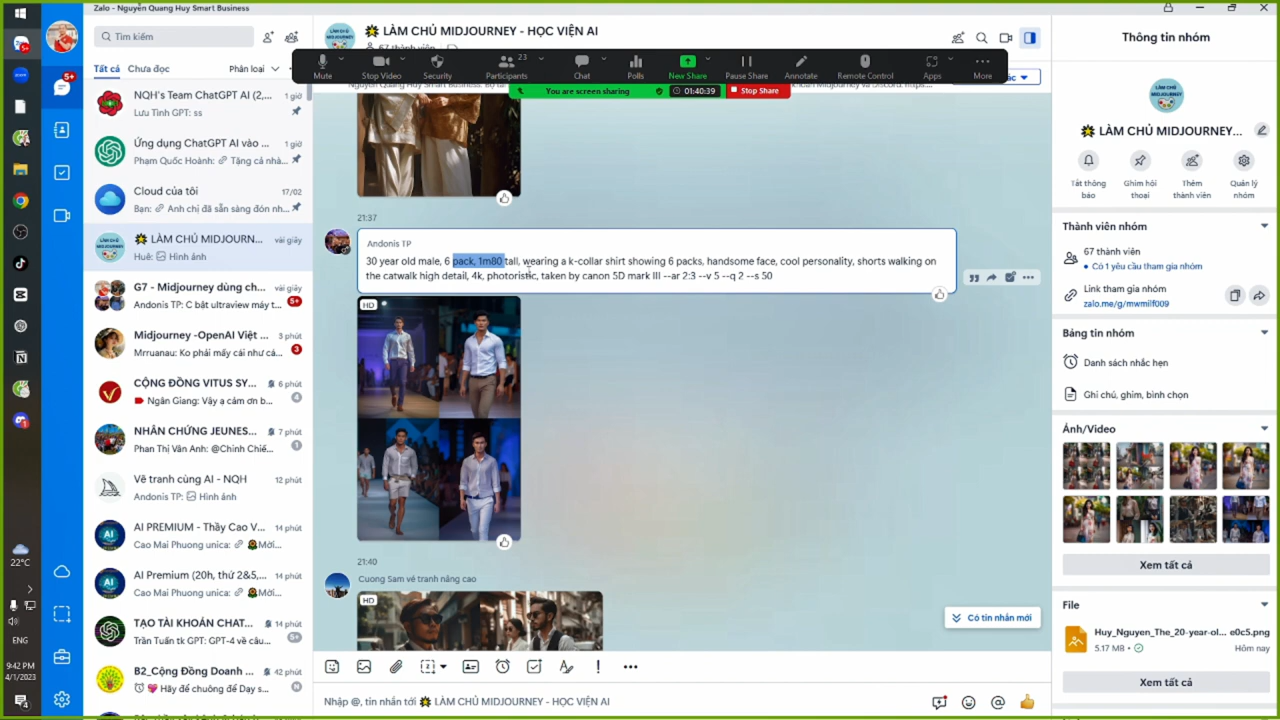 Zalo - Nguyễn Quang Huy Smart Business
Tìm kiếm
Tất cả
Chưa đọc
Phân loại
5+
NQH's Team ChatGPT AI (2,...
1 giờ
Lưu Tình GPT: ss
Ứng dụng ChatGPT AI vào ...
1 giờ
Phạm Quốc Hoành: Tặng cả nhà...
Cloud của tôi
17/02
Bạn: Anh chị đã sẵn sàng đón nh...
LÀM CHỦ MIDJOURN...
vài giây
Huê: Hình ảnh
G7 - Midjourney dùng ch...
vài giây
Andonis TP: C bật ultraview máy t...
5+
Midjourney -OpenAI Việt ...
3 phút
Mrruanau: Ko phải mấy cái như cá...
3
CỘNG ĐỒNG VITUS SY...
6 phút
Ngân Giang: Vậy ạ cảm ơn b...
4
NHÂN CHỨNG JEUNES...
7 phút
Phan Thị Vân Anh: @Chinh Chiế...
1
Vẽ tranh cùng AI - NQH
12 phút
Andonis TP: Hình ảnh
AI PREMIUM - Thầy Cao V...
14 phút
Cao Mai Phuong unica: Mời...
AI Premium (20h, thứ 2&5,...
14 phút
Cao Mai Phuong unica: Mời...
TẠO TÀI KHOẢN CHAT...
14 phút
Trần Tuấn tk GPT: GPT-4 về câu...
5+
B2_Cộng Đồng Doanh ...
42 phút
Hãy để chuông để Dạy s...
N
22°C
ENG
9:42 PM
4/1/2023
4
LÀM CHỦ MIDJOURNEY - HỌC VIỆN AI
67 thành viên
Mute
Stop Video
Security
Participants
23
Chat
Polls
New Share
Pause Share
Annotate
Remote Control
Apps
More
You are screen sharing
01:40:39
Stop Share
21:37
Andonis TP
30 year old male, 6 pack, 1m80 tall, wearing a k-collar shirt showing 6 packs, handsome face, cool personality, shorts walking on
the catwalk high detail, 4k, photoristic, taken by canon 5D mark III --ar 2:3 --v 5 --q 2 --s 50
HD
21:40
Cuong Sam vẽ tranh nâng cao
HD
Có tin nhắn mới
Nhập @, tin nhắn tới LÀM CHỦ MIDJOURNEY - HỌC VIỆN AI
Thông tin nhóm
LÀM CHỦ MIDJOURNEY...
Tắt thông báo
Ghim hội thoại
Thêm thành viên
Quản lý nhóm
Thành viên nhóm
67 thành viên
• Có 1 yêu cầu tham gia nhóm
Link tham gia nhóm
zalo.me/g/mwmilf009
Bảng tin nhóm
Danh sách nhắc hẹn
Ghi chú, ghim, bình chọn
Ảnh/Video
Xem tất cả
File
Huy_Nguyen_The_20-year-ol... e0c5.png
5.17 MB •
Hôm nay
Xem tất cả